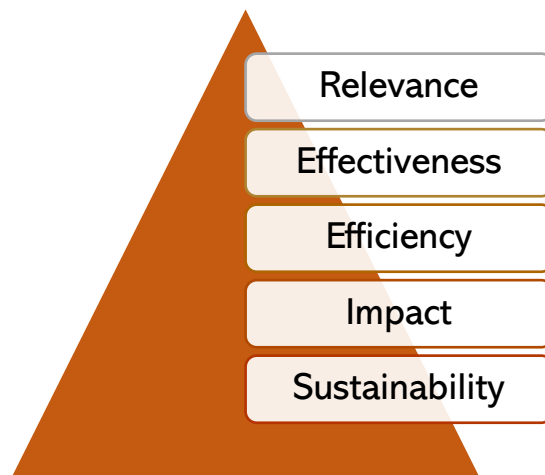 Relevance
Effectiveness
Efficiency
Impact
Sustainability